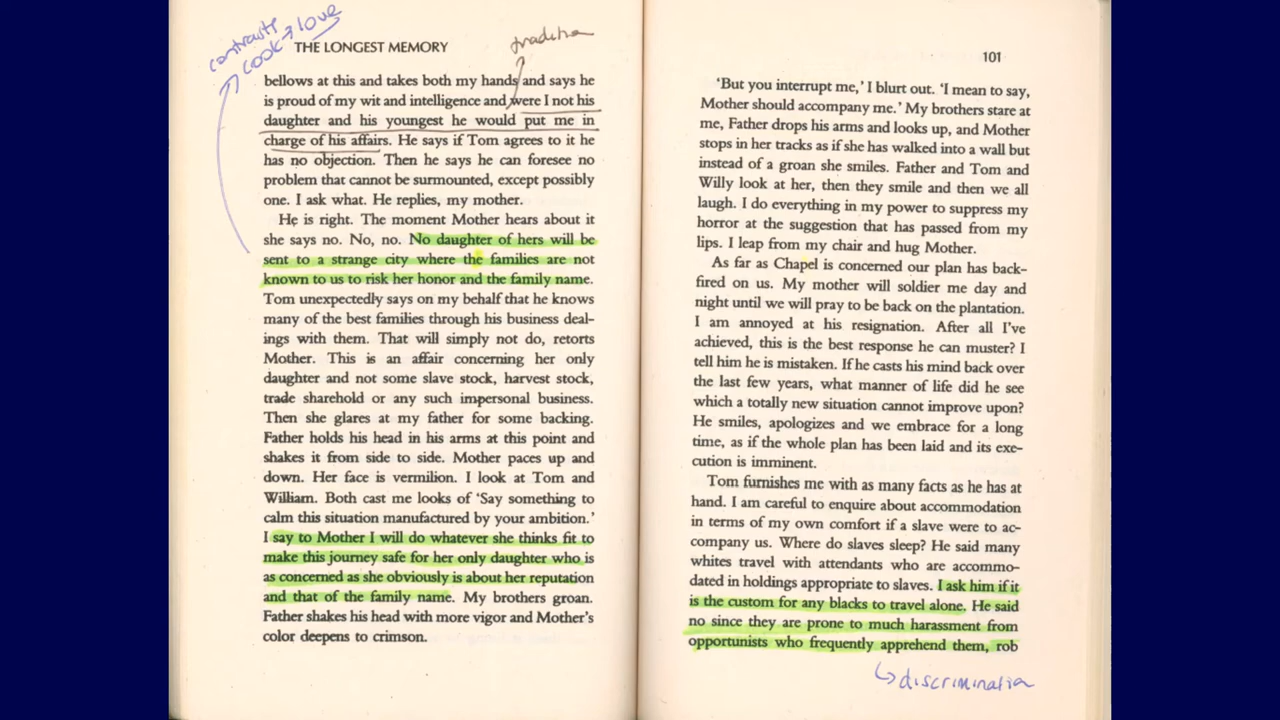 contrasts
cook → love
THE LONGEST MEMORY
tradition
bellows at this and takes both my hands and says he
is proud of my wit and intelligence and were I not his
daughter and his youngest he would put me in
charge of his affairs. He says if Tom agrees to it he
has no objection. Then he says he can foresee no
problem that cannot be surmounted, except possibly
one. I ask what. He replies, my mother.
He is right. The moment Mother hears about it
she says no. No, no. No daughter of hers will be
sent to a strange city where the families are not
known to us to risk her honor and the family name.
Tom unexpectedly says on my behalf that he knows
many of the best families through his business deal-
ings with them. That will simply not do, retorts
Mother. This is an affair concerning her only
daughter and not some slave stock, harvest stock,
trade sharehold or any such impersonal business.
Then she glares at my father for some backing.
Father holds his head in his arms at this point and
shakes it from side to side. Mother paces up and
down. Her face is vermilion. I look at Tom and
William. Both cast me looks of ‘Say something to
calm this situation manufactured by your ambition.’
I say to Mother I will do whatever she thinks fit to
make this journey safe for her only daughter who is
as concerned as she obviously is about her reputation
and that of the family name. My brothers groan.
Father shakes his head with more vigor and Mother’s
color deepens to crimson.
101
‘But you interrupt me,’ I blurt out. ‘I mean to say,
Mother should accompany me.’ My brothers stare at
me, Father drops his arms and looks up, and Mother
stops in her tracks as if she has walked into a wall but
instead of a groan she smiles. Father and Tom and
Willy look at her, then they smile and then we all
laugh. I do everything in my power to suppress my
horror at the suggestion that has passed from my
lips. I leap from my chair and hug Mother.
As far as Chapel is concerned our plan has back-
fired on us. My mother will soldier me day and
night until we will pray to be back on the plantation.
I am annoyed at his resignation. After all I’ve
achieved, this is the best response he can muster? I
tell him he is mistaken. If he casts his mind back over
the last few years, what manner of life did he see
which a totally new situation cannot improve upon?
He smiles, apologizes and we embrace for a long
time, as if the whole plan has been laid and its exe-
cution is imminent.
Tom furnishes me with as many facts as he has at
hand. I am careful to enquire about accommodation
in terms of my own comfort if a slave were to ac-
company us. Where do slaves sleep? He said many
whites travel with attendants who are accommo-
dated in holdings appropriate to slaves. I ask him if it
is the custom for any blacks to travel alone. He said
no since they are prone to much harassment from
opportunists who frequently apprehend them, rob
↳ discrimination